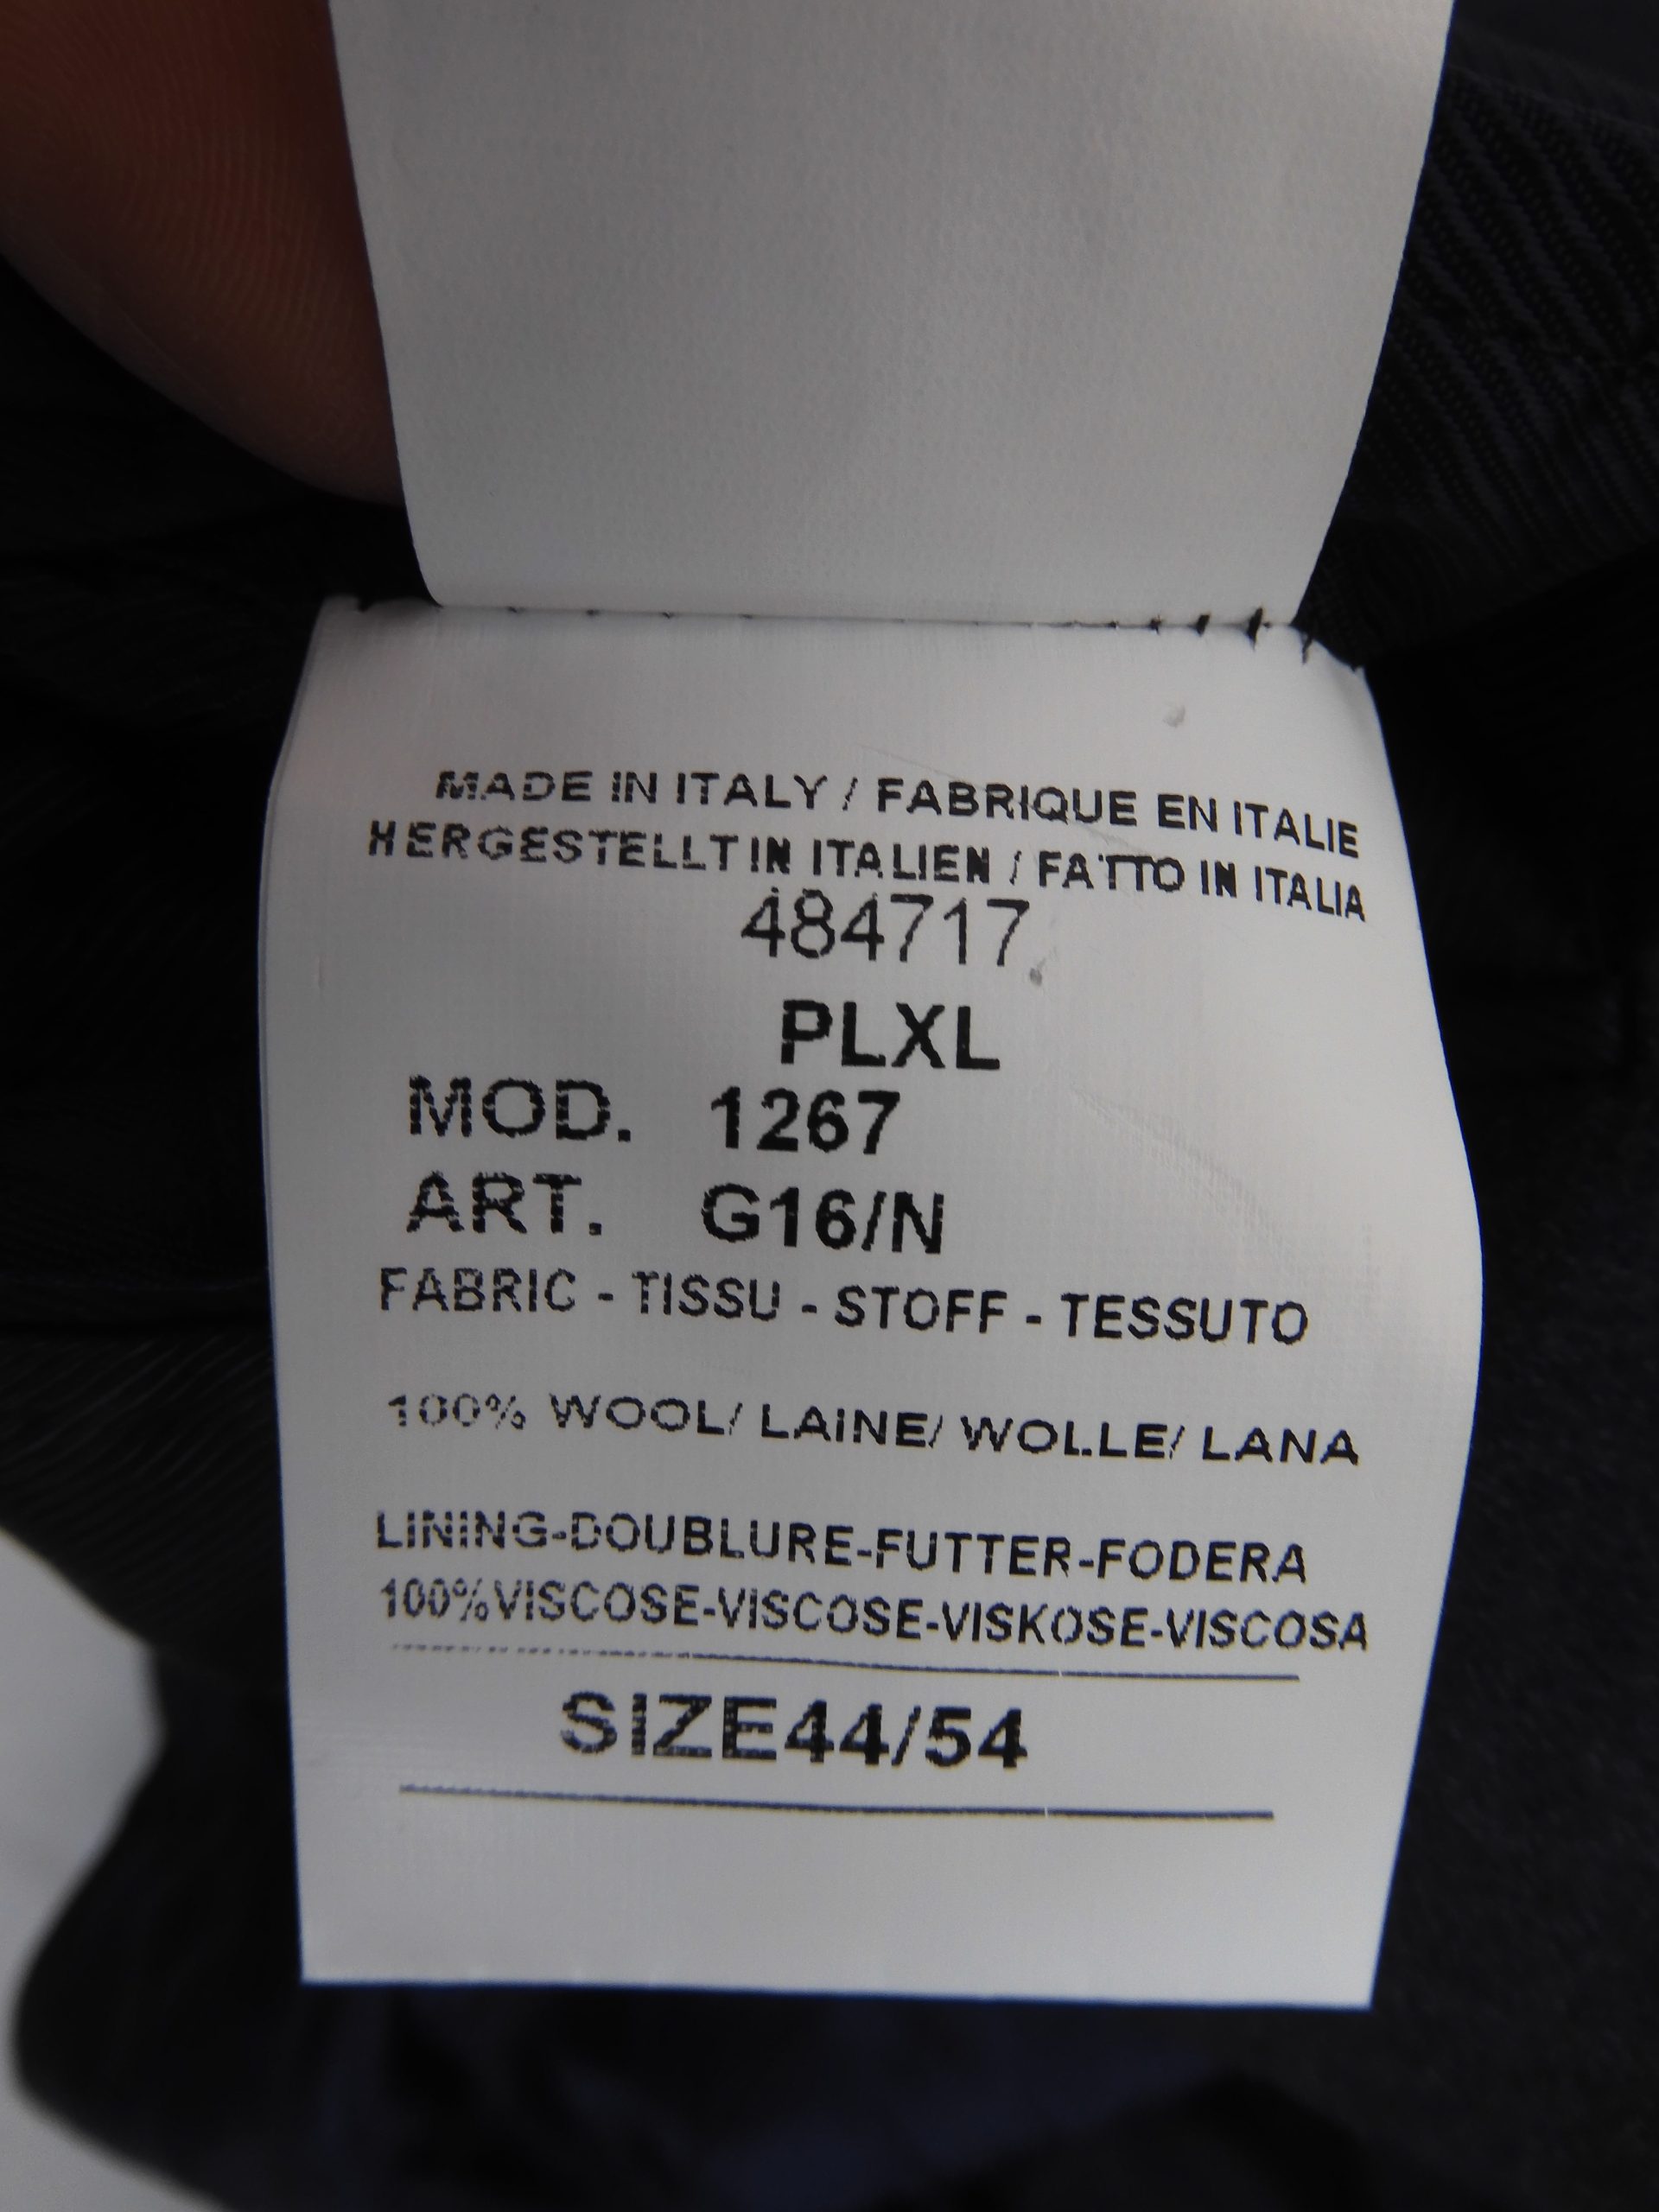 MADE IN ITALY / FABRIQUE EN ITALIE
HERGESTELLT IN ITALIEN / FATTO IN ITALIA
484717
PLXL
MOD. 1267
ART. G16/N
FABRIC - TISSU - STOFF - TESSUTO
100% WOOL/ LAINE/ WOLLE/ LANA
LINING-DOUBLURE-FUTTER-FODERA
100%VISCOSE-VISCOSE-VISKOSE-VISCOSA
SIZE44/54